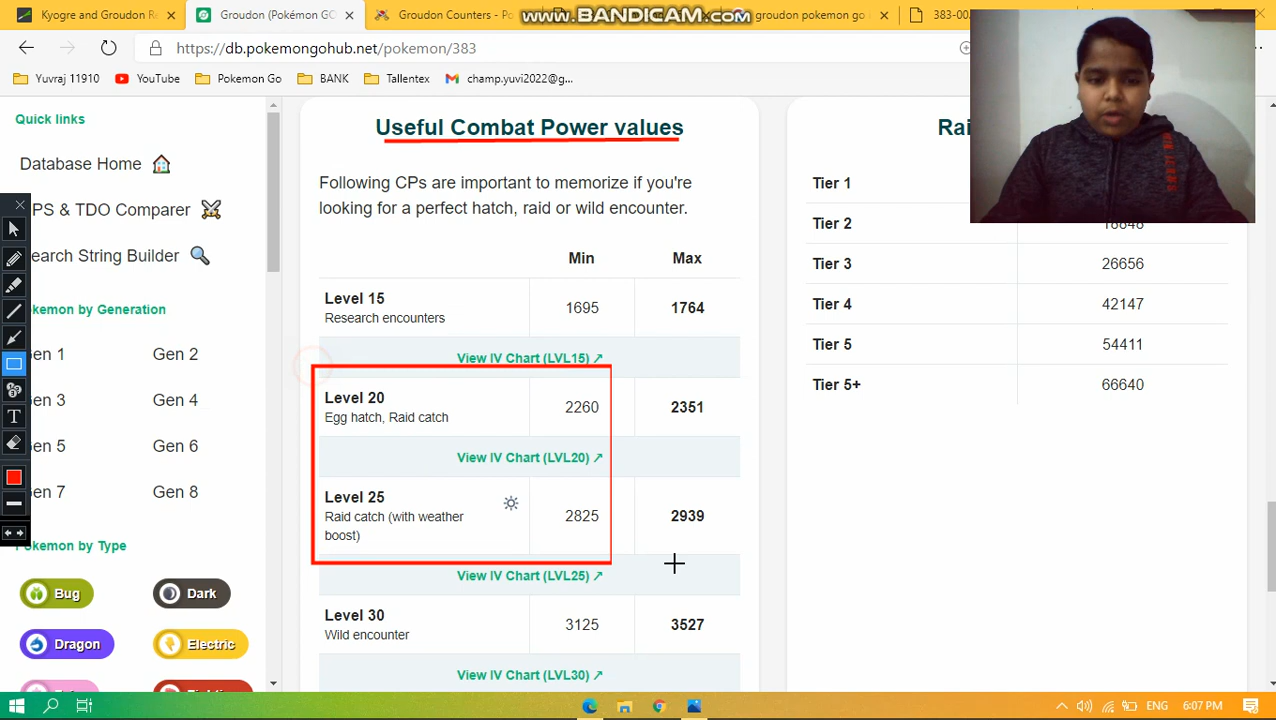 Kyogre and Groudon R
Groudon (Pokémon GO
Groudon Counters - Po
www.BANDICAM.com
groudon pokemon go
383-00
https://db.pokemongohub.net/pokemon/383
Yuvraj 11910
YouTube
Pokemon Go
BANK
Tallentex
champ.yuvi2022@g...
Quick links
Database Home
PS & TDO Comparer
earch String Builder
okemon by Generation
en 1
Gen 2
en 3
Gen 4
en 5
Gen 6
en 7
Gen 8
okemon by Type
Bug
Dark
Dragon
Electric
Useful Combat Power values
Following CPs are important to memorize if you're
looking for a perfect hatch, raid or wild encounter.
Min Max
Level 15
Research encounters
1695 1764
View IV Chart (LVL15) ↗
Level 20
Egg hatch, Raid catch
2260 2351
View IV Chart (LVL20) ↗
Level 25
Raid catch (with weather
boost)
2825 2939
View IV Chart (LVL25) ↗
Level 30
Wild encounter
3125 3527
View IV Chart (LVL30) ↗
Rai
Tier 1
Tier 2
Tier 3 26656
Tier 4 42147
Tier 5 54411
Tier 5+ 66640
T
ENG
6:07 PM